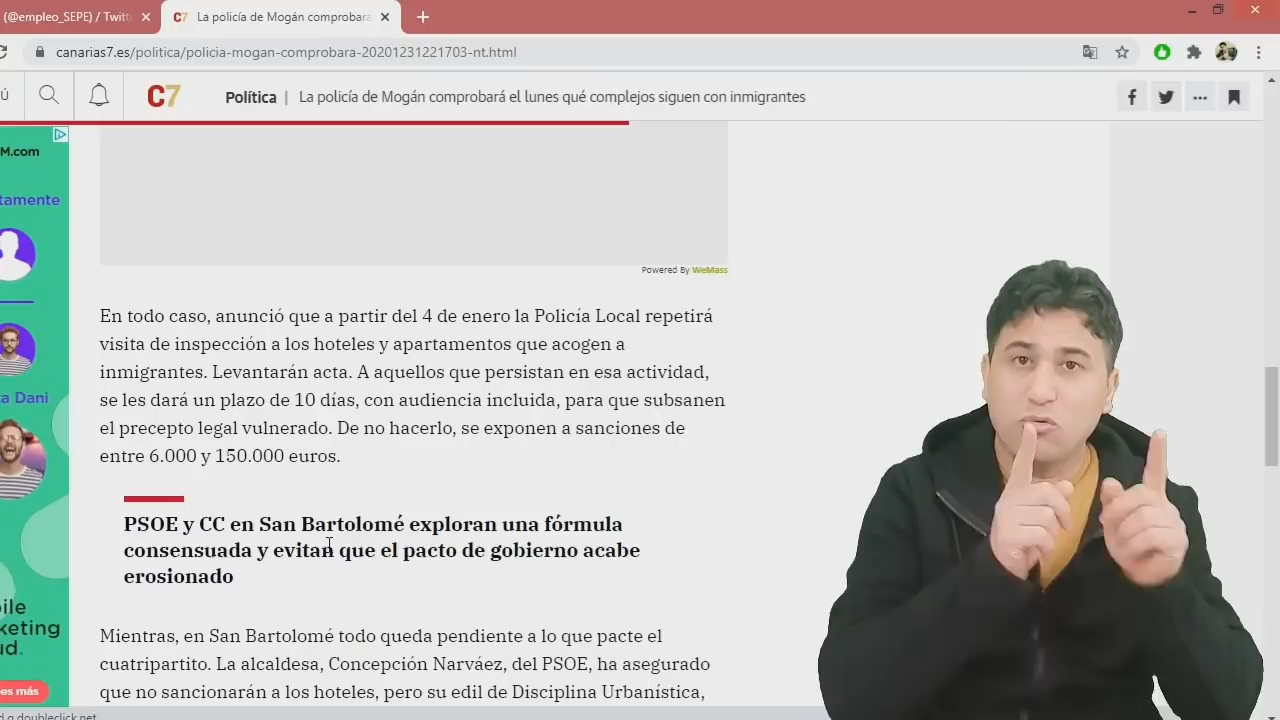 (@empleo_SEPE) / Twitt
C7 La policía de Mogán comprobará
canarias7.es/politica/policia-mogan-comprobara-20201231221703-nt.html
Ú
C7
Política | La policía de Mogán comprobará el lunes qué complejos siguen con inmigrantes
M.com
tamente
a Dani
ile
keting
ud.
es más
Powered By WeMass
En todo caso, anunció que a partir del 4 de enero la Policía Local repetirá
visita de inspección a los hoteles y apartamentos que acogen a
inmigrantes. Levantarán acta. Aaquellos que persistan en esa actividad,
se les dará un plazo de 10 días, con audiencia incluida, para que subsanen
el precepto legal vulnerado. De no hacerlo, se exponen a sanciones de
entre 6.000 y 150.000 euros.
PSOE y CC en San Bartolomé exploran una fórmula
consensuada y evitan que el pacto de gobierno acabe
erosionado
Mientras, en San Bartolomé todo queda pendiente a lo que pacte el
cuatripartito. La alcaldesa, Concepción Narváez, del PSOE, ha asegurado
que no sancionarán a los hoteles, pero su edil de Disciplina Urbanística,
d.g.doubleclick.net